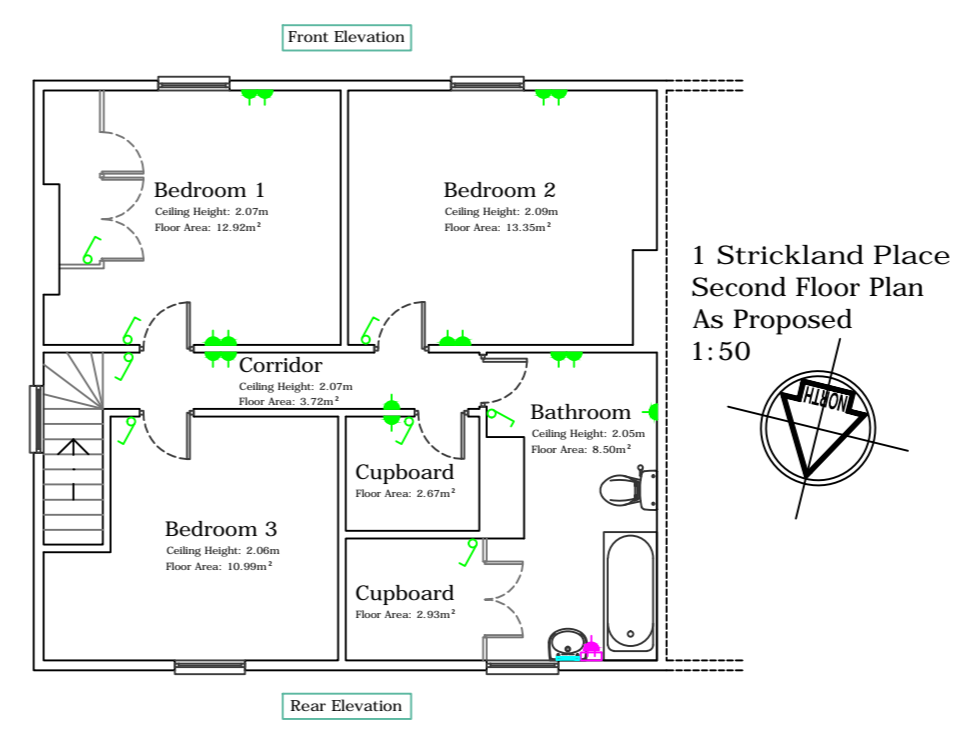 Front Elevation
Bedroom 1
Ceiling Height: 2.07m
Floor Area: 12.92m²
Bedroom 2
Ceiling Height: 2.09m
Floor Area: 13.35m²
1 Strickland Place
Second Floor Plan
As Proposed
1:50
NORTH
Corridor
Ceiling Height: 2.07m
Floor Area: 3.72m²
Bathroom
Ceiling Height: 2.05m
Floor Area: 8.50m²
Cupboard
Floor Area: 2.67m²
Bedroom 3
Ceiling Height: 2.06m
Floor Area: 10.99m²
Cupboard
Floor Area: 2.93m²
Rear Elevation